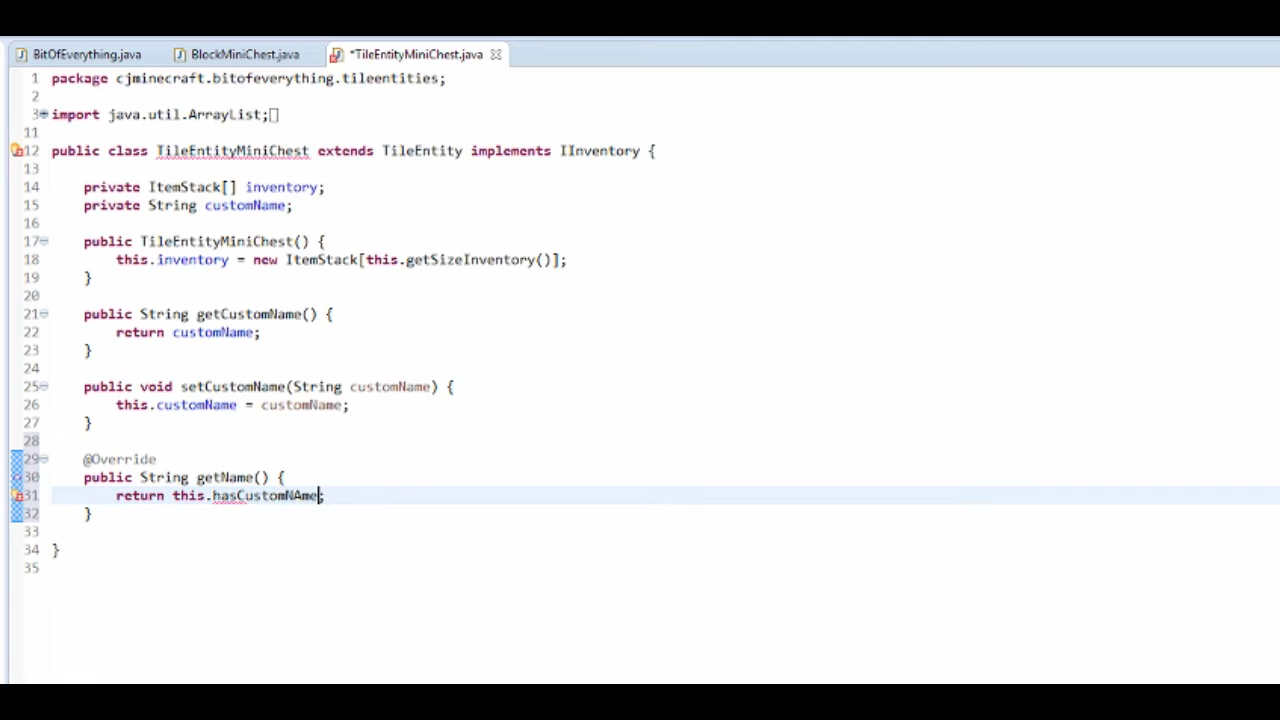 BitOfEverything.java BlockMiniChest.java *TileEntityMiniChest.java
1 package cjminecraft.bitofeverything.tileentities;
2
3 import java.util.ArrayList;
11
12 public class TileEntityMiniChest extends TileEntity implements IInventory {
13
14 private ItemStack[] inventory;
15 private String customName;
16
17 public TileEntityMiniChest() {
18 this.inventory = new ItemStack[this.getSizeInventory()];
19 }
20
21 public String getCustomName() {
22 return customName;
23 }
24
25 public void setCustomName(String customName) {
26 this.customName = customName;
27 }
28
29 @Override
30 public String getName() {
31 return this.hasCustomNAme;
32 }
33
34 }
35